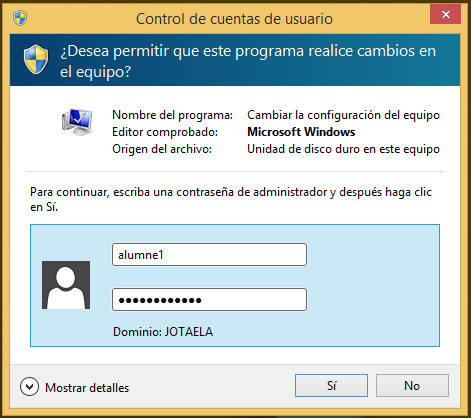 Control de cuentas de usuario
¿Desea permitir que este programa realice cambios en
el equipo?
Nombre del programa: Cambiar la configuración del equipo
Editor comprobado: Microsoft Windows
Origen del archivo: Unidad de disco duro en este equipo
Para continuar, escriba una contraseña de administrador y después haga clic
en Sí.
alumne1
●●●●●●●●●●●●
Dominio: JOTAELA
Mostrar detalles
Sí
No